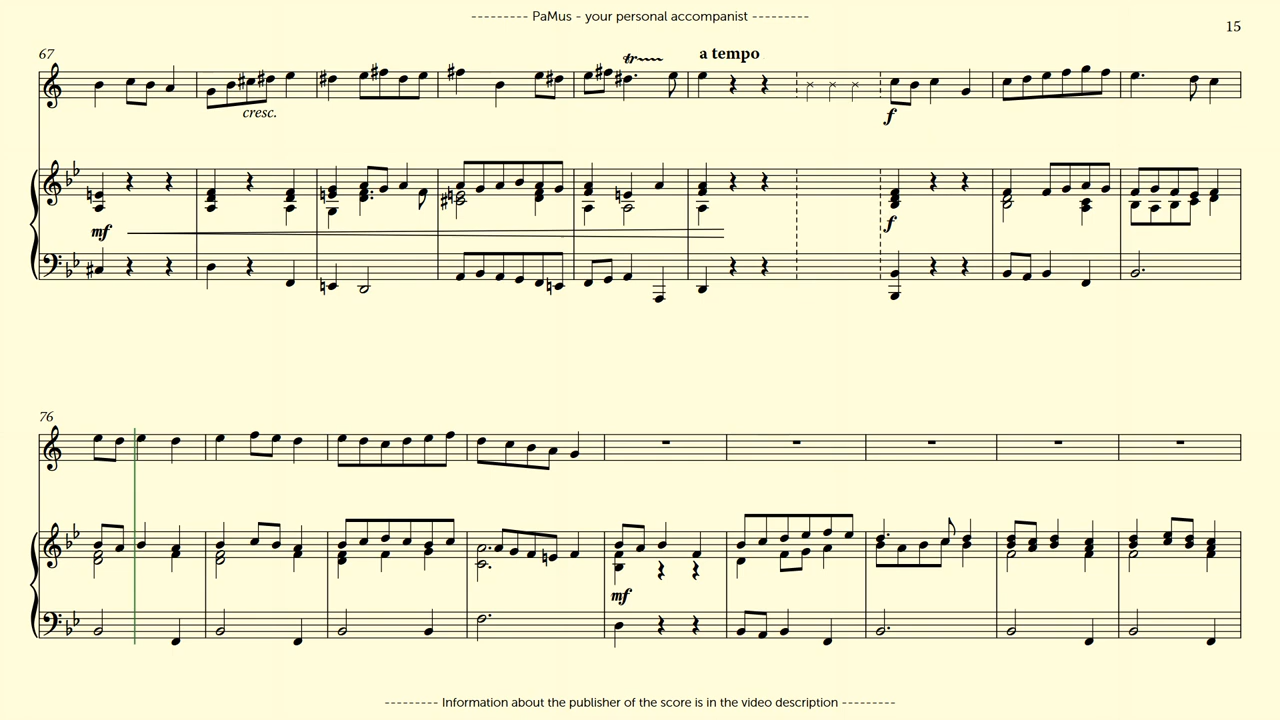 --------- PaMus - your personal accompanist ---------
15
67
a tempo
tr
cresc.
f
mf
f
76
mf
--------- Information about the publisher of the score is in the video description ---------